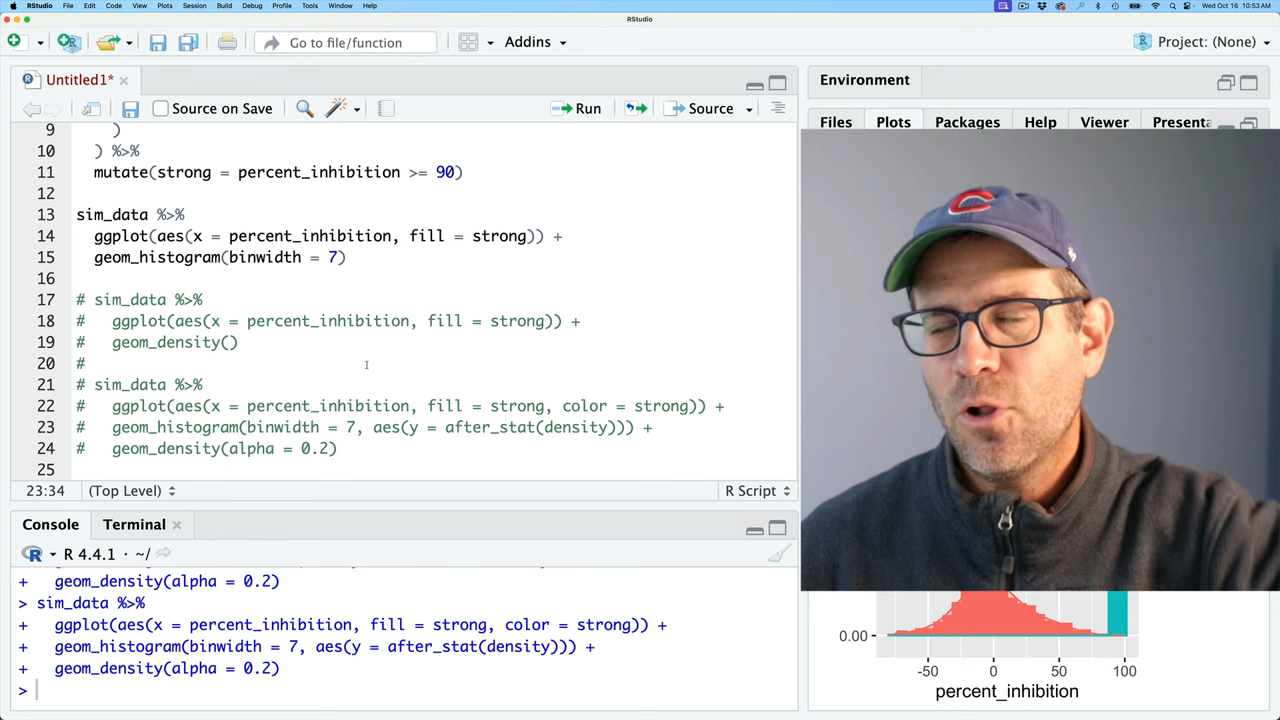 RStudio File Edit Code View Plots Session Build Debug Profile Tools Window Help Wed Oct 16 10:53 AM
RStudio
Go to file/function Addins Project: (None)
Untitled1*
Source on Save Run Source
9 )
10 ) %>%
11 mutate(strong = percent_inhibition >= 90)
12
13 sim_data %>%
14 ggplot(aes(x = percent_inhibition, fill = strong)) +
15 geom_histogram(binwidth = 7)
16
17 # sim_data %>%
18 # ggplot(aes(x = percent_inhibition, fill = strong)) +
19 # geom_density()
20 #
21 # sim_data %>%
22 # ggplot(aes(x = percent_inhibition, fill = strong, color = strong)) +
23 # geom_histogram(binwidth = 7, aes(y = after_stat(density))) +
24 # geom_density(alpha = 0.2)
25
23:34 (Top Level) R Script
Console Terminal
R 4.4.1 · ~/
+ geom_density(alpha = 0.2)
> sim_data %>%
+ ggplot(aes(x = percent_inhibition, fill = strong, color = strong)) +
+ geom_histogram(binwidth = 7, aes(y = after_stat(density))) +
+ geom_density(alpha = 0.2)
>
Environment
Files Plots Packages Help Viewer Presenta
C
0.00
-50 0 50 100
percent_inhibition